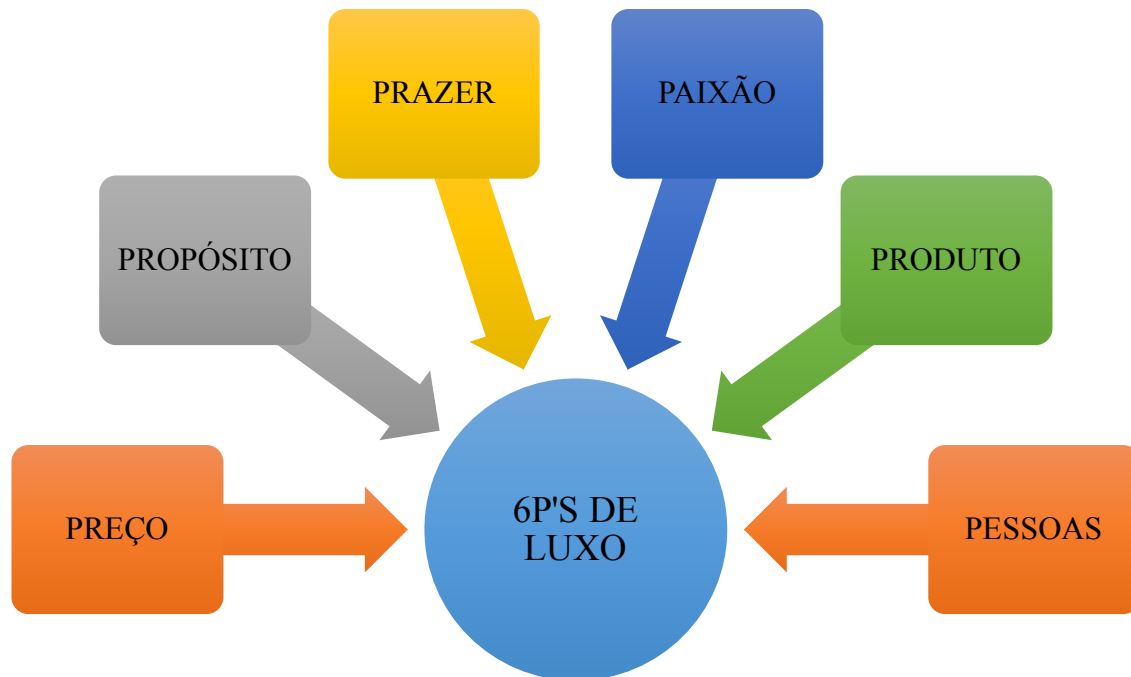 PRAZER
PAIXÃO
PROPÓSITO
PRODUTO
PREÇO
6P'S DE
LUXO
PESSOAS